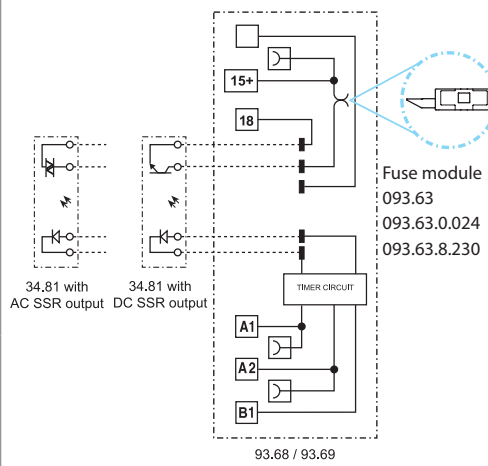 15+
18
Fuse module
093.63
093.63.0.024
093.63.8.230
34.81 with
AC SSR output
34.81 with
DC SSR output
TIMER CIRCUIT
A1
A2
B1
93.68 / 93.69